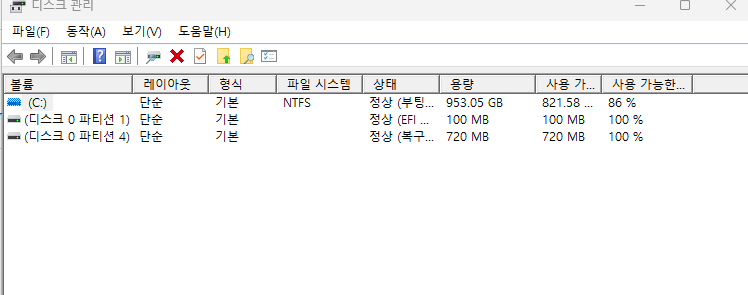 디스크 관리
파일(F) 동작(A) 보기(V) 도움말(H)
볼륨 레이아웃 형식 파일 시스템 상태 용량 사용 가... 사용 가능한...
(C:) 단순 기본 NTFS 정상 (부팅... 953.05 GB 821.58 ... 86 %
(디스크 0 파티션 1) 단순 기본 정상 (EFI ... 100 MB 100 MB 100 %
(디스크 0 파티션 4) 단순 기본 정상 (복구... 720 MB 720 MB 100 %